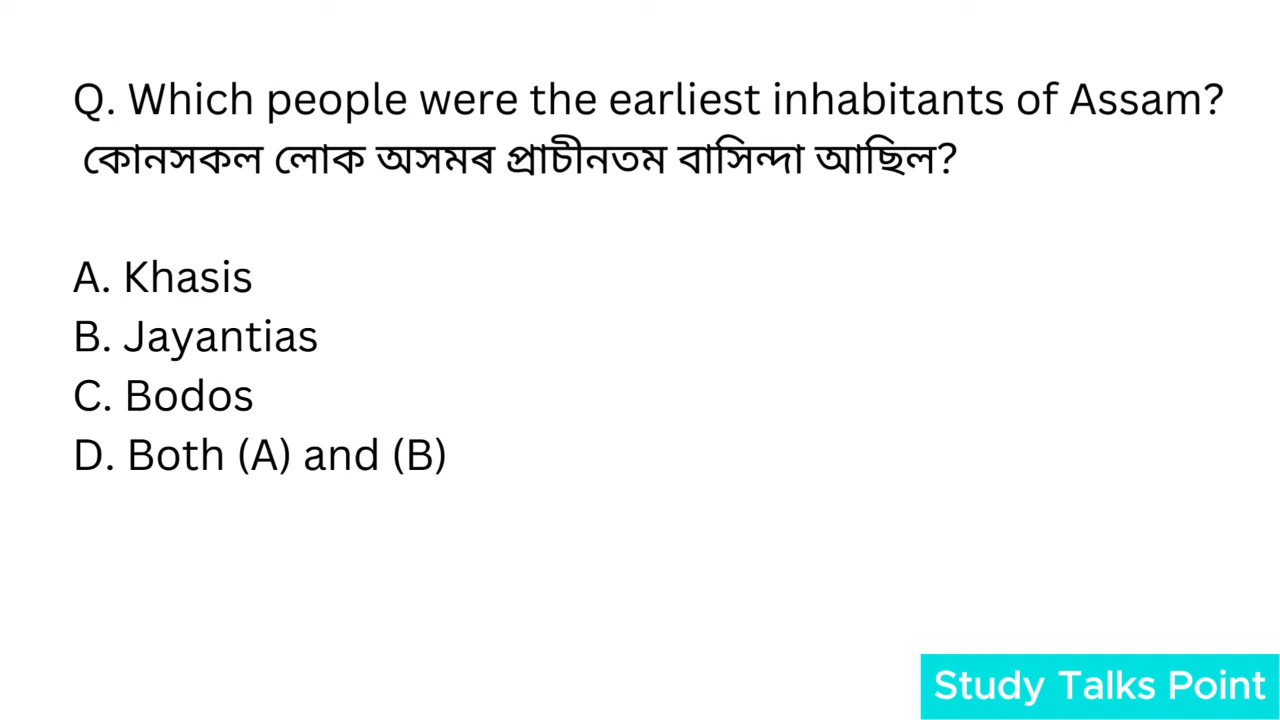 Q. Which people were the earliest inhabitants of Assam?
কোনসকল লোক অসমৰ প্ৰাচীনতম বাসিন্দা আছিল?
A. Khasis
B. Jayantias
C. Bodos
D. Both (A) and (B)
Study Talks Point